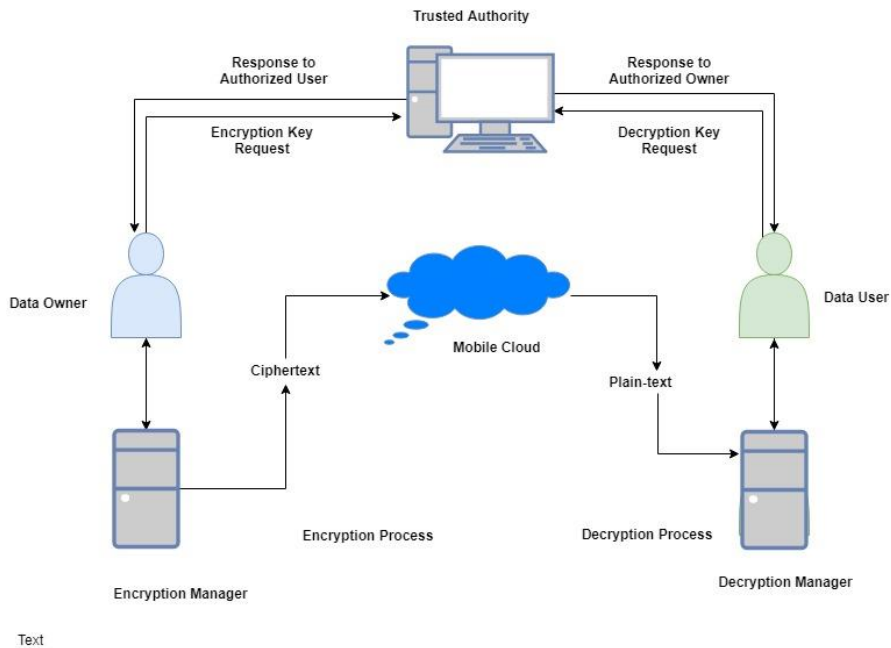 Trusted Authority
Response to
Authorized User
Response to
Authorized Owner
Encryption Key
Request
Decryption Key
Request
Data Owner
Data User
Mobile Cloud
Ciphertext
Plain-text
Encryption Process
Decryption Process
Encryption Manager
Decryption Manager
Text